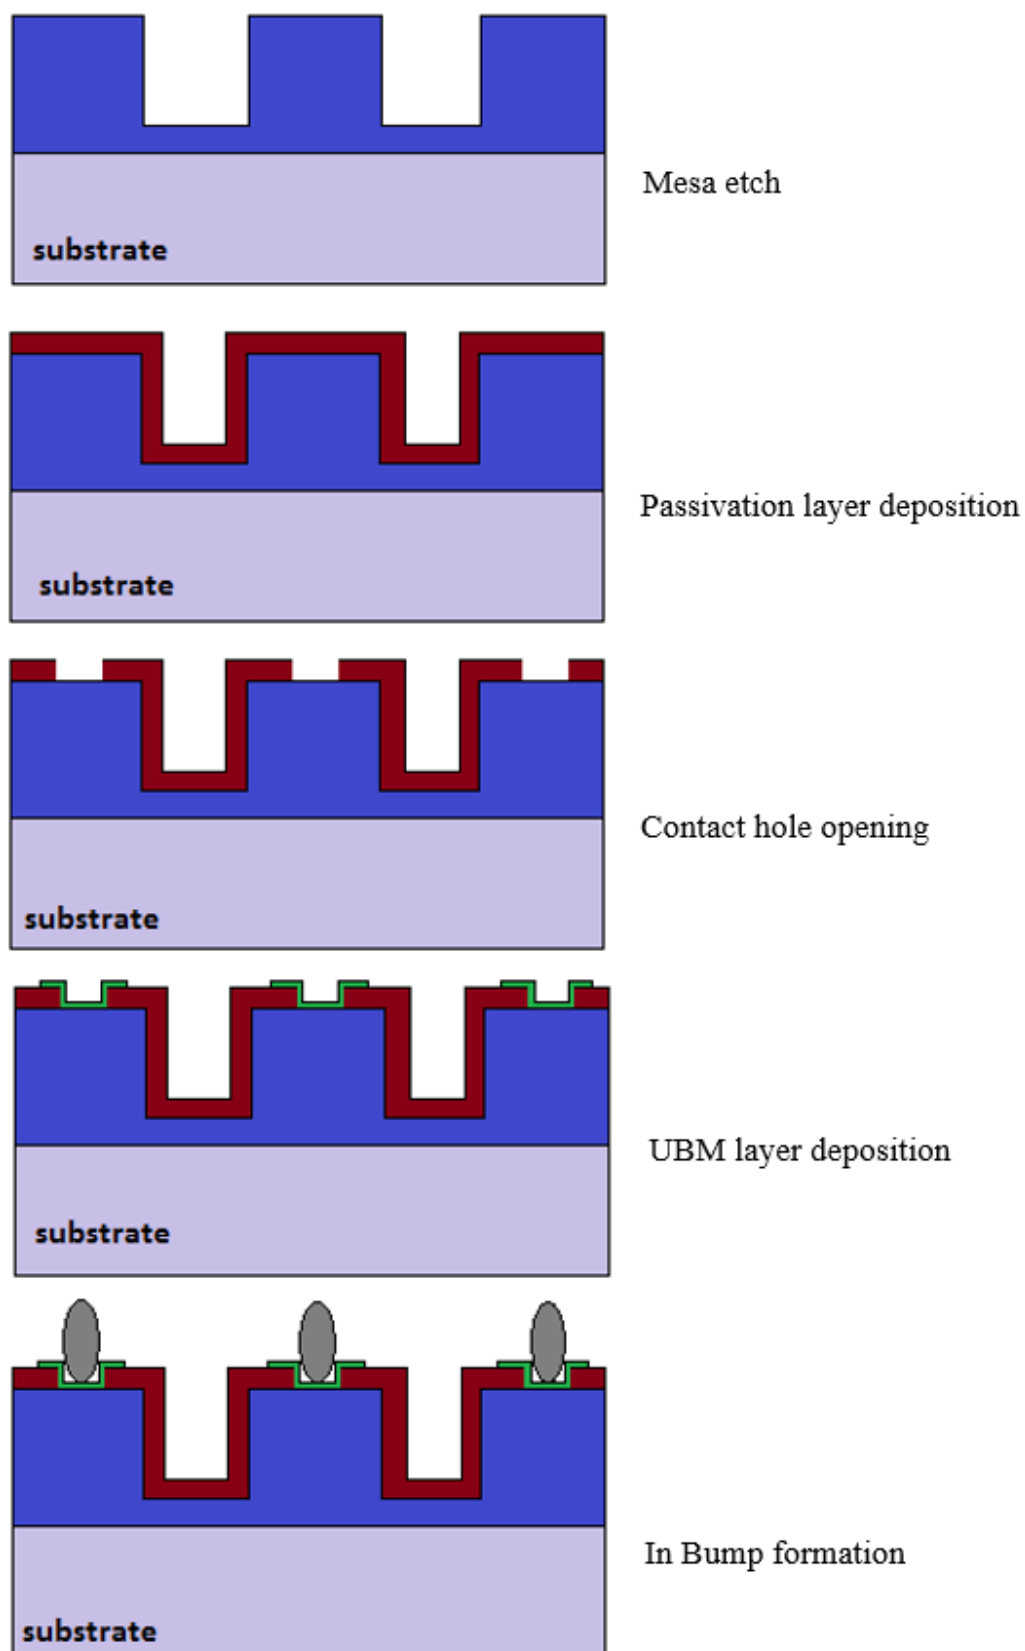 substrate
Mesa etch
substrate
Passivation layer deposition
substrate
Contact hole opening
substrate
UBM layer deposition
substrate
In Bump formation